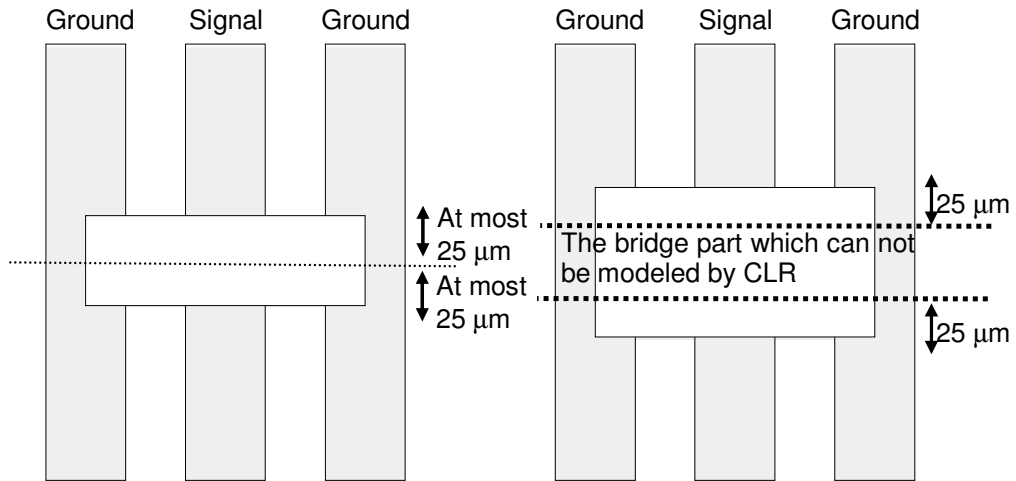 Ground Signal Ground
At most
25 μm
At most
25 μm
Ground Signal Ground
25 μm
The bridge part which can not
be modeled by CLR
25 μm